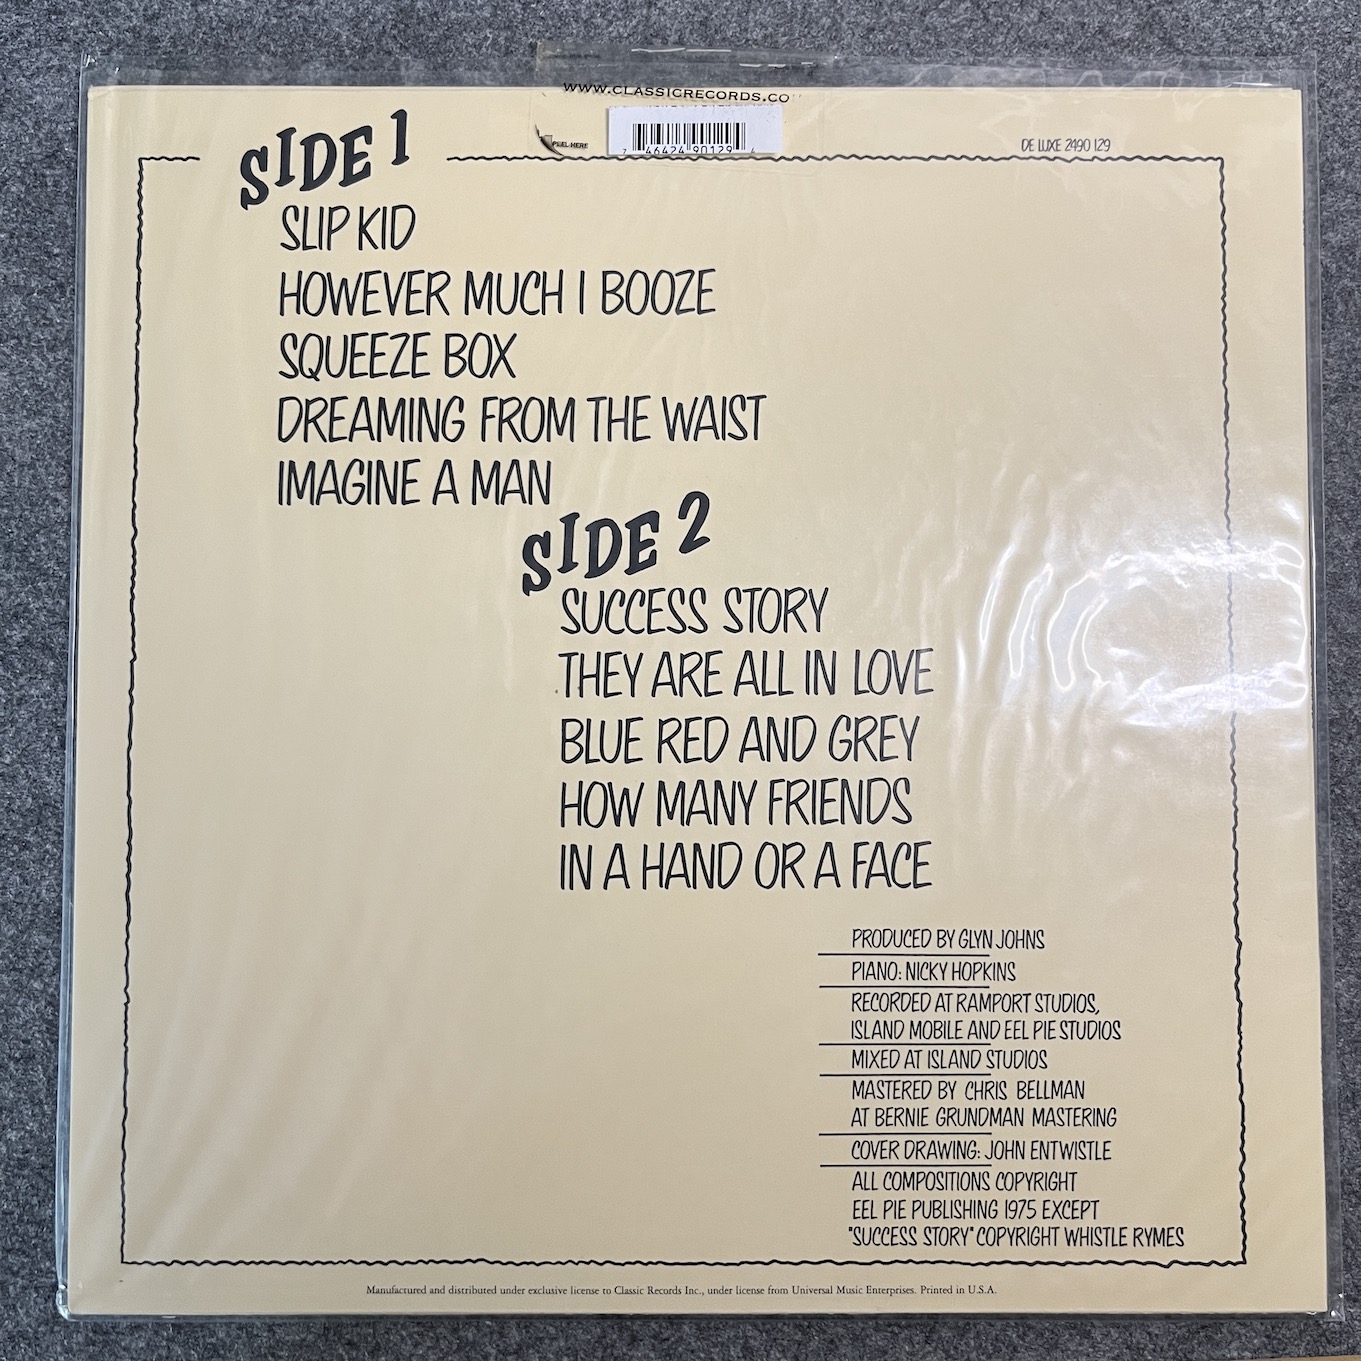 WWW.CLASSICRECORDS.CO
PEEL HERE
7 46424 90129 4
DE LUXE 2490 129
SIDE 1
SLIP KID
HOWEVER MUCH I BOOZE
SQUEEZE BOX
DREAMING FROM THE WAIST
IMAGINE A MAN
SIDE 2
SUCCESS STORY
THEY ARE ALL IN LOVE
BLUE RED AND GREY
HOW MANY FRIENDS
IN A HAND OR A FACE
PRODUCED BY GLYN JOHNS
PIANO: NICKY HOPKINS
RECORDED AT RAMPORT STUDIOS,
ISLAND MOBILE AND EEL PIE STUDIOS
MIXED AT ISLAND STUDIOS
MASTERED BY CHRIS BELLMAN
AT BERNIE GRUNDMAN MASTERING
COVER DRAWING: JOHN ENTWISTLE
ALL COMPOSITIONS COPYRIGHT
EEL PIE PUBLISHING 1975 EXCEPT
"SUCCESS STORY" COPYRIGHT WHISTLE RYMES
Manufactured and distributed under exclusive license to Classic Records Inc., under license from Universal Music Enterprises. Printed in U.S.A.